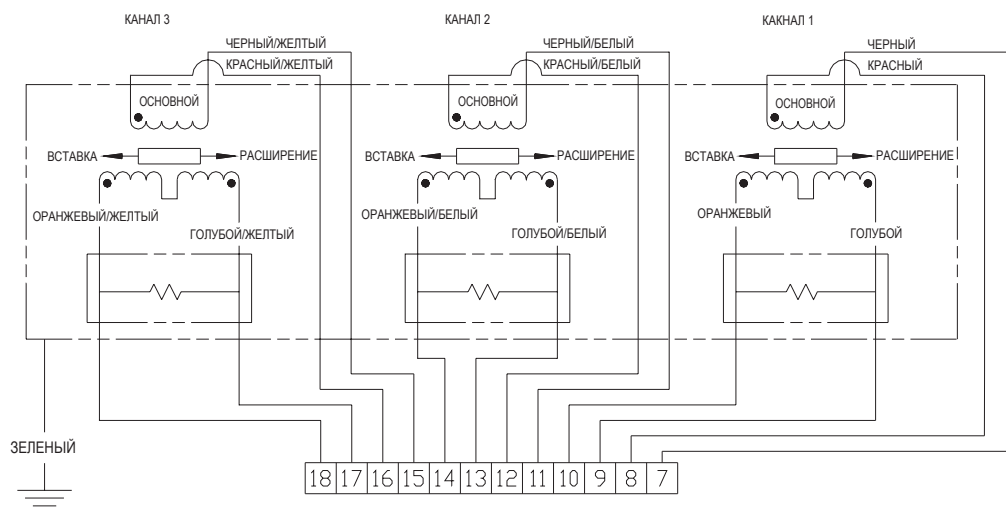 КАНАЛ 3 КАНАЛ 2 КАКНАЛ 1
ЧЕРНЫЙ/ЖЕЛТЫЙ ЧЕРНЫЙ/БЕЛЫЙ ЧЕРНЫЙ
КРАСНЫЙ/ЖЕЛТЫЙ КРАСНЫЙ/БЕЛЫЙ КРАСНЫЙ
ОСНОВНОЙ ОСНОВНОЙ ОСНОВНОЙ
ВСТАВКА РАСШИРЕНИЕ ВСТАВКА РАСШИРЕНИЕ ВСТАВКА РАСШИРЕНИЕ
ОРАНЖЕВЫЙ/ЖЕЛТЫЙ ОРАНЖЕВЫЙ/БЕЛЫЙ ОРАНЖЕВЫЙ
ГОЛУБОЙ/ЖЕЛТЫЙ ГОЛУБОЙ/БЕЛЫЙ ГОЛУБОЙ
ЗЕЛЕНЫЙ
18 17 16 15 14 13 12 11 10 9 8 7